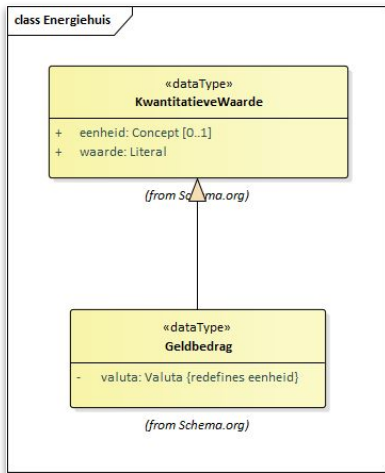 class Energiehuis
«dataType»
KwantitatieveWaarde
+ eenheid: Concept [0..1]
+ waarde: Literal
(from Schema.org)
«dataType»
Geldbedrag
- valuta: Valuta {redefines eenheid}
(from Schema.org)